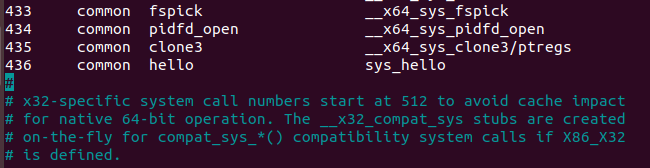 433 common fspick __x64_sys_fspick
434 common pidfd_open __x64_sys_pidfd_open
435 common clone3 __x64_sys_clone3/ptregs
436 common hello sys_hello
#
# x32-specific system call numbers start at 512 to avoid cache impact
# for native 64-bit operation. The __x32_compat_sys stubs are created
# on-the-fly for compat_sys_*() compatibility system calls if X86_X32
# is defined.